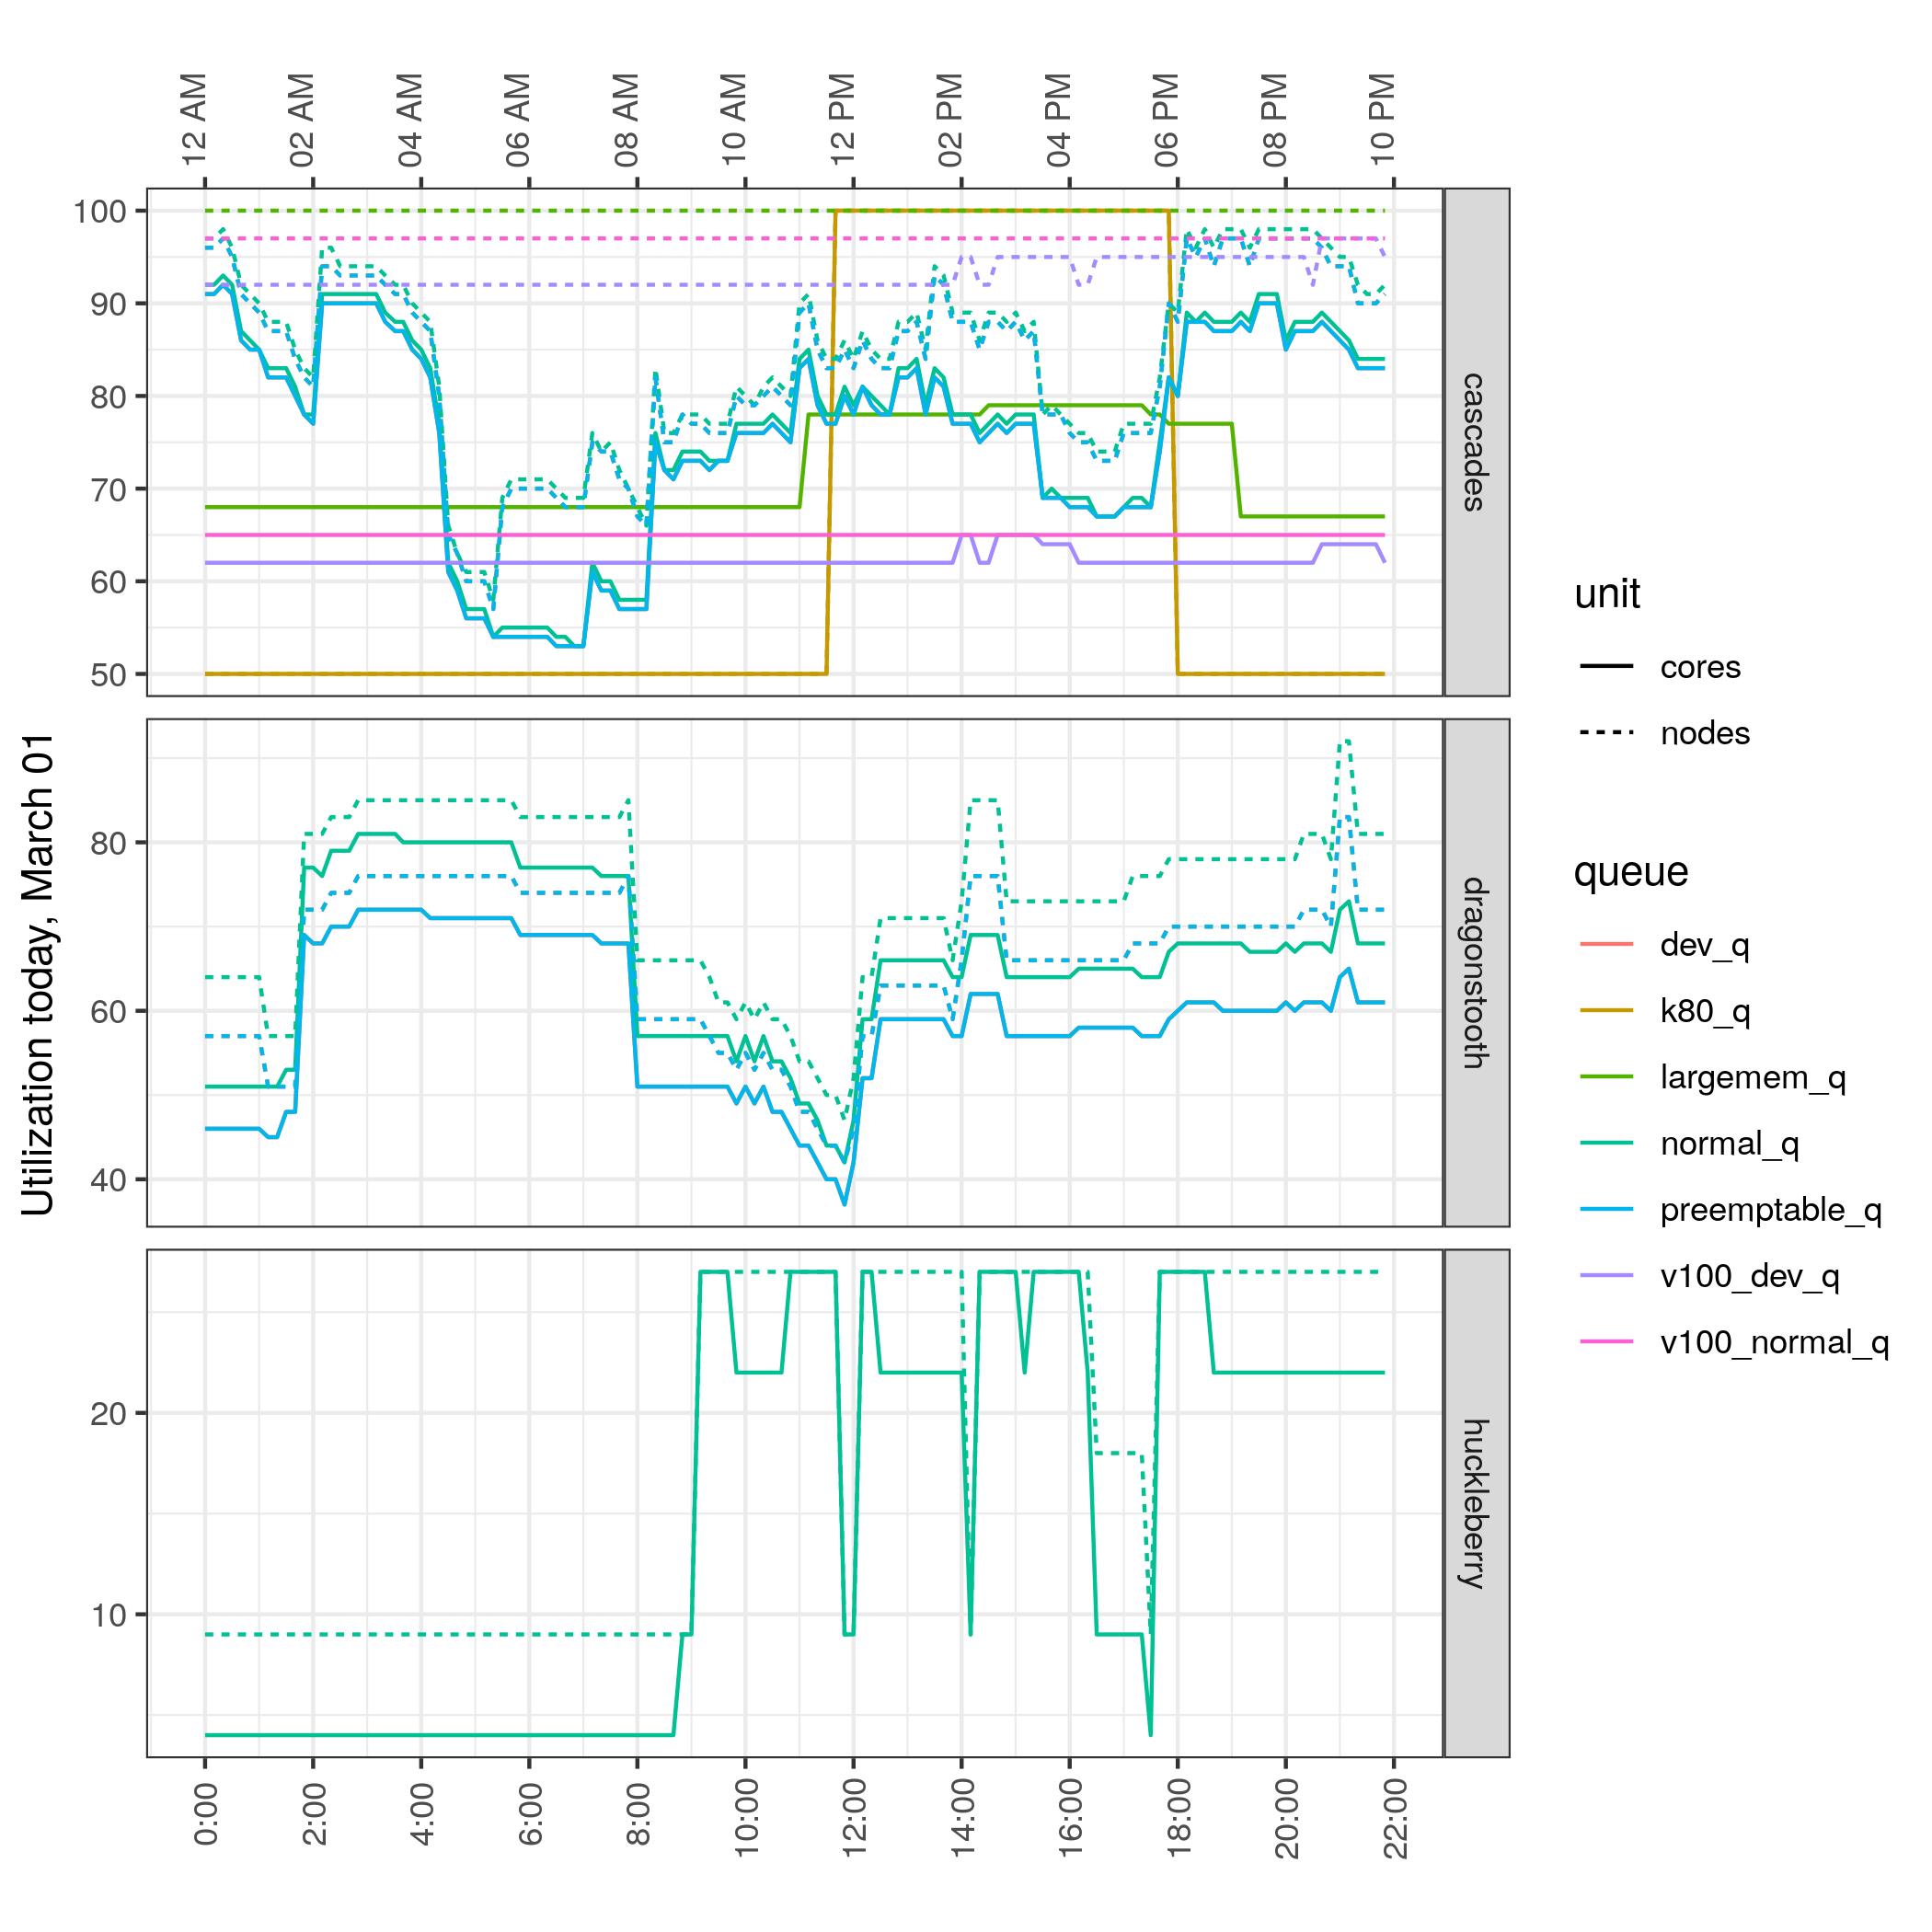 12 AM
02 AM
04 AM
06 AM
08 AM
10 AM
12 PM
02 PM
04 PM
06 PM
08 PM
10 PM
Utilization today, March 01
100
90
80
70
60
50
cascades
80
60
40
dragonstooth
20
10
huckleberry
0:00
2:00
4:00
6:00
8:00
10:00
12:00
14:00
16:00
18:00
20:00
22:00
unit
cores
nodes
queue
dev_q
k80_q
largemem_q
normal_q
preemptable_q
v100_dev_q
v100_normal_q